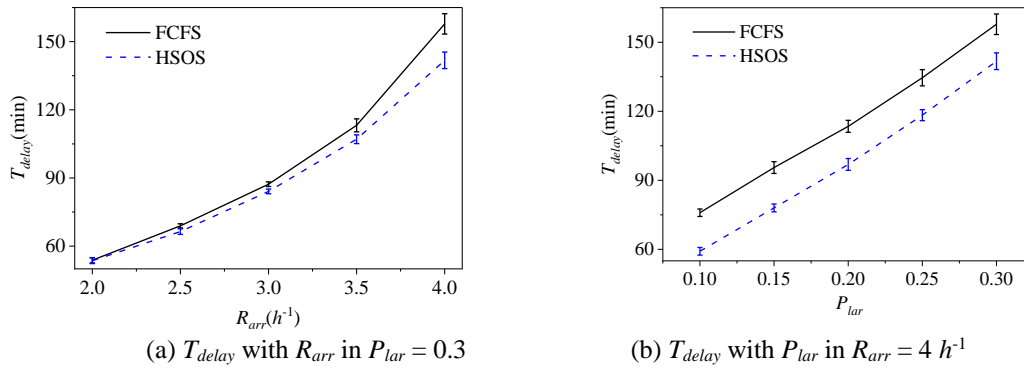 FCFS
HSOS
150
120
90
60
T_delay(min)
2.0 2.5 3.0 3.5 4.0
R_arr(h⁻¹)
(a) T_delay with R_arr in P_lar = 0.3
FCFS
HSOS
150
120
90
60
T_delay(min)
0.10 0.15 0.20 0.25 0.30
P_lar
(b) T_delay with P_lar in R_arr = 4 h⁻¹